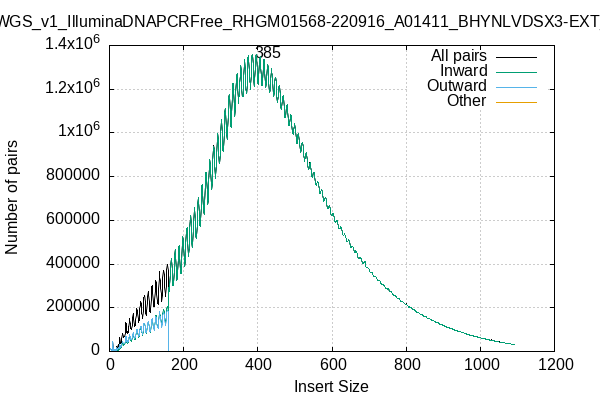 WGS_v1_IlluminaDNAPCRFree_RHGM01568-220916_A01411_BHYNLVDSX3-EXT
385
All pairs
Inward
Outward
Other
1.4x10^6
1.2x10^6
1x10^6
800000
600000
400000
200000
0
Number of pairs
0 200 400 600 800 1000 1200
Insert Size